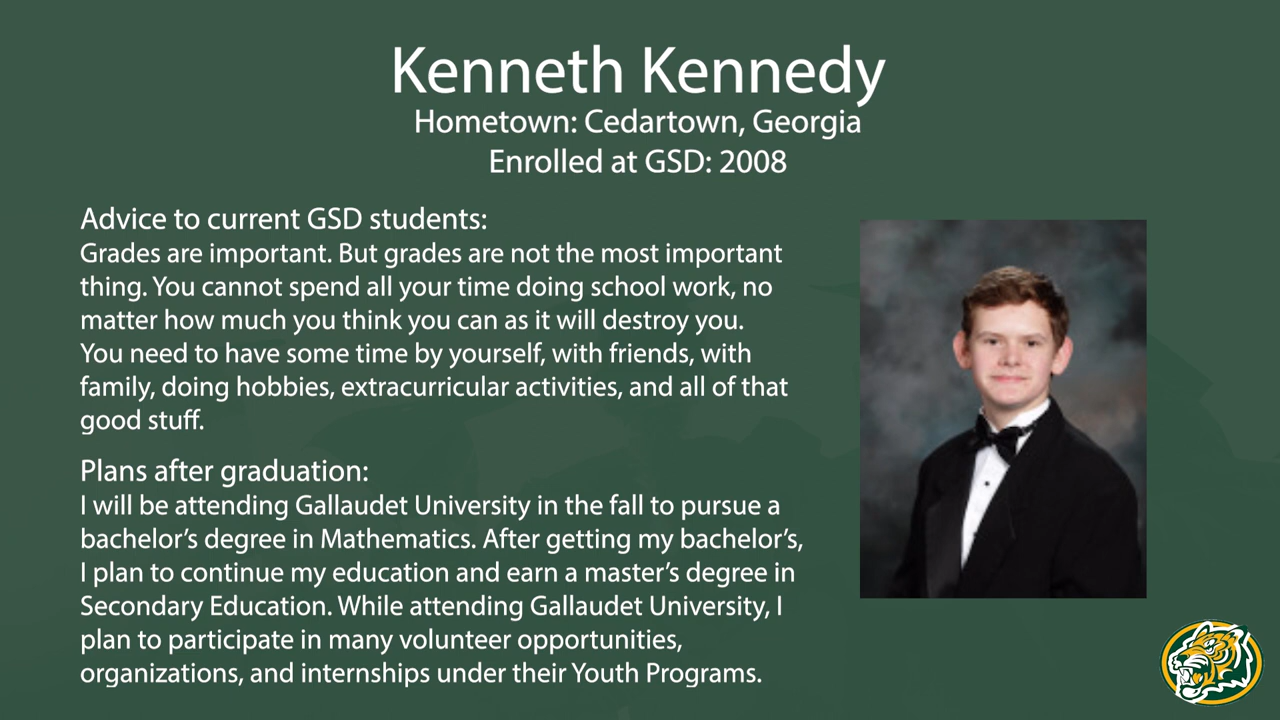 Kenneth Kennedy
Hometown: Cedartown, Georgia
Enrolled at GSD: 2008
Advice to current GSD students:
Grades are important. But grades are not the most important
thing. You cannot spend all your time doing school work, no
matter how much you think you can as it will destroy you.
You need to have some time by yourself, with friends, with
family, doing hobbies, extracurricular activities, and all of that
good stuff.
Plans after graduation:
I will be attending Gallaudet University in the fall to pursue a
bachelor’s degree in Mathematics. After getting my bachelor’s,
I plan to continue my education and earn a master’s degree in
Secondary Education. While attending Gallaudet University, I
plan to participate in many volunteer opportunities,
organizations, and internships under their Youth Programs.